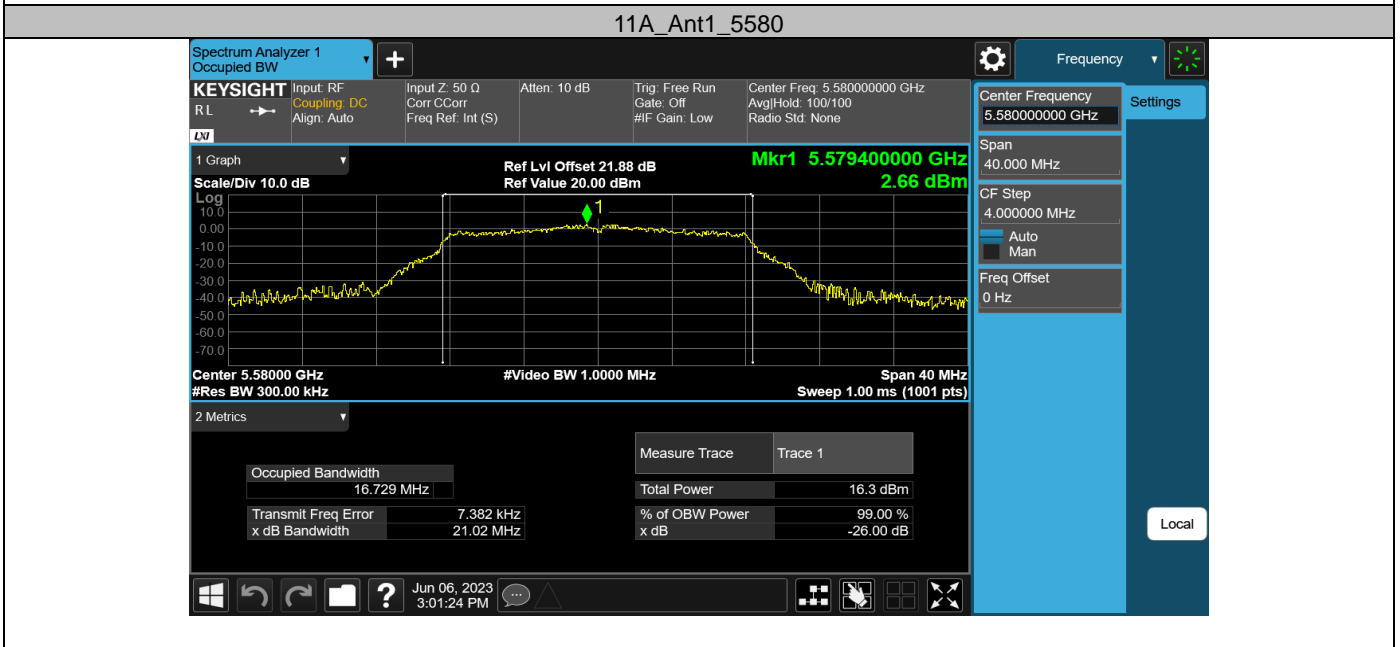 11A_Ant1_5580
Spectrum Analyzer 1
Occupied BW
+
Frequency
KEYSIGHT
R L
LXI
Input: RF
Coupling: DC
Align: Auto
Input Z: 50 Ω
Corr CCorr
Freq Ref: Int (S)
Atten: 10 dB
Trig: Free Run
Gate: Off
#IF Gain: Low
Center Freq: 5.580000000 GHz
Avg|Hold: 100/100
Radio Std: None
Center Frequency
5.580000000 GHz
Settings
Span
40.000 MHz
CF Step
4.000000 MHz
Auto
Man
Freq Offset
0 Hz
Local
1 Graph
Scale/Div 10.0 dB
Ref Lvl Offset 21.88 dB
Ref Value 20.00 dBm
Mkr1 5.579400000 GHz
2.66 dBm
Log
10.0
0.00
-10.0
-20.0
-30.0
-40.0
-50.0
-60.0
-70.0
1
Center 5.58000 GHz
#Video BW 1.0000 MHz
Span 40 MHz
#Res BW 300.00 kHz
Sweep 1.00 ms (1001 pts)
2 Metrics
Measure Trace Trace 1
Occupied Bandwidth
16.729 MHz
Total Power 16.3 dBm
Transmit Freq Error 7.382 kHz
% of OBW Power 99.00 %
x dB Bandwidth 21.02 MHz
x dB -26.00 dB
?
Jun 06, 2023
3:01:24 PM